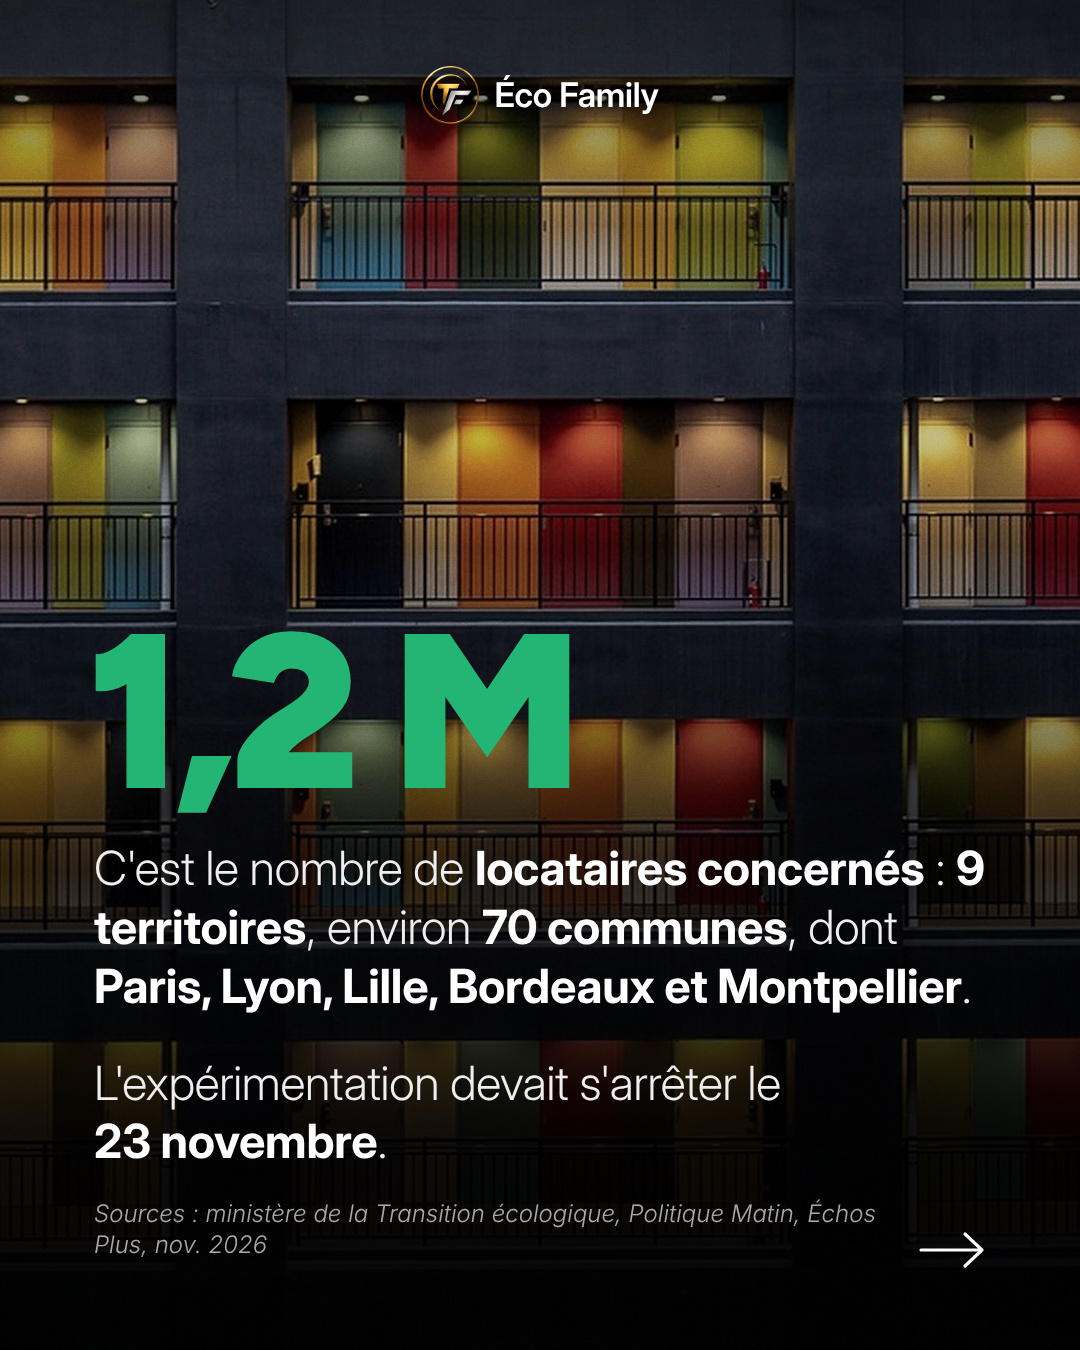 TF Éco Family
1,2 M
C'est le nombre de locataires concernés : 9
territoires, environ 70 communes, dont
Paris, Lyon, Lille, Bordeaux et Montpellier.
L'expérimentation devait s'arrêter le
23 novembre.
Sources : ministère de la Transition écologique, Politique Matin, Échos
Plus, nov. 2026